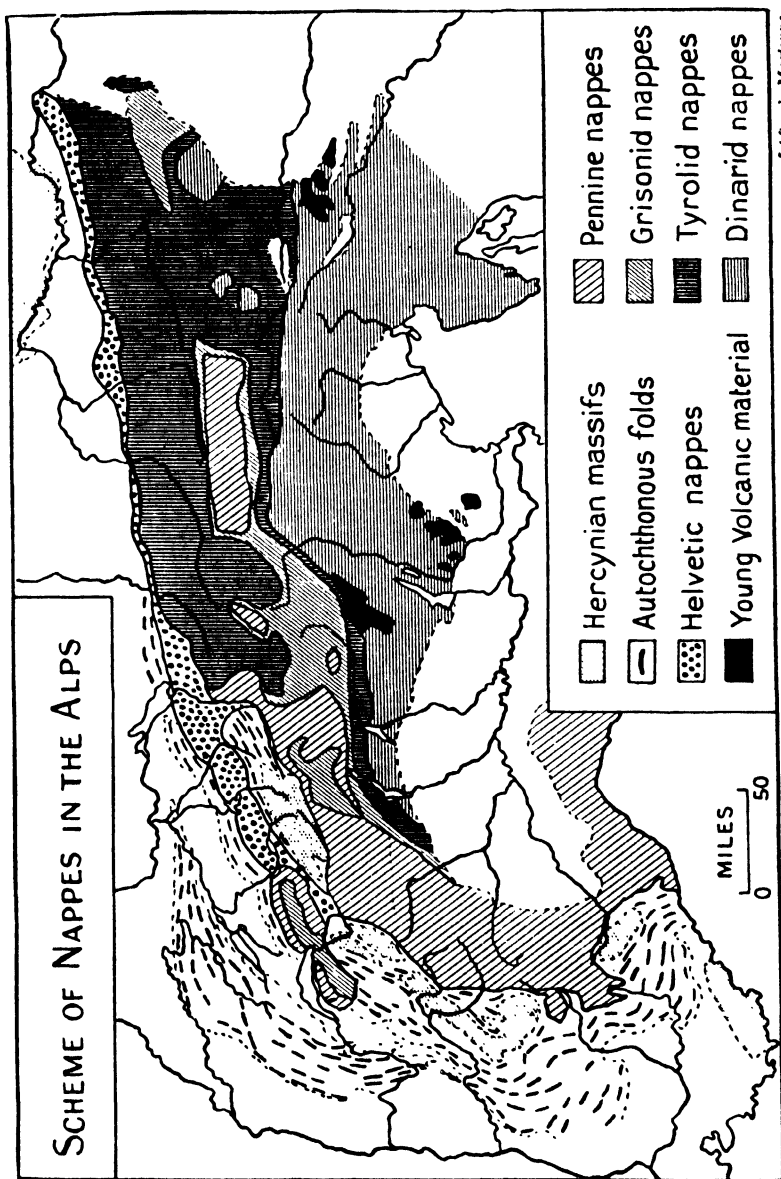 SCHEME OF NAPPES IN THE ALPS
Hercynian massifs
Autochthonous folds
Helvetic nappes
Young Volcanic material
Pennine nappes
Grisonid nappes
Tyrolid nappes
Dinarid nappes
MILES
0 50